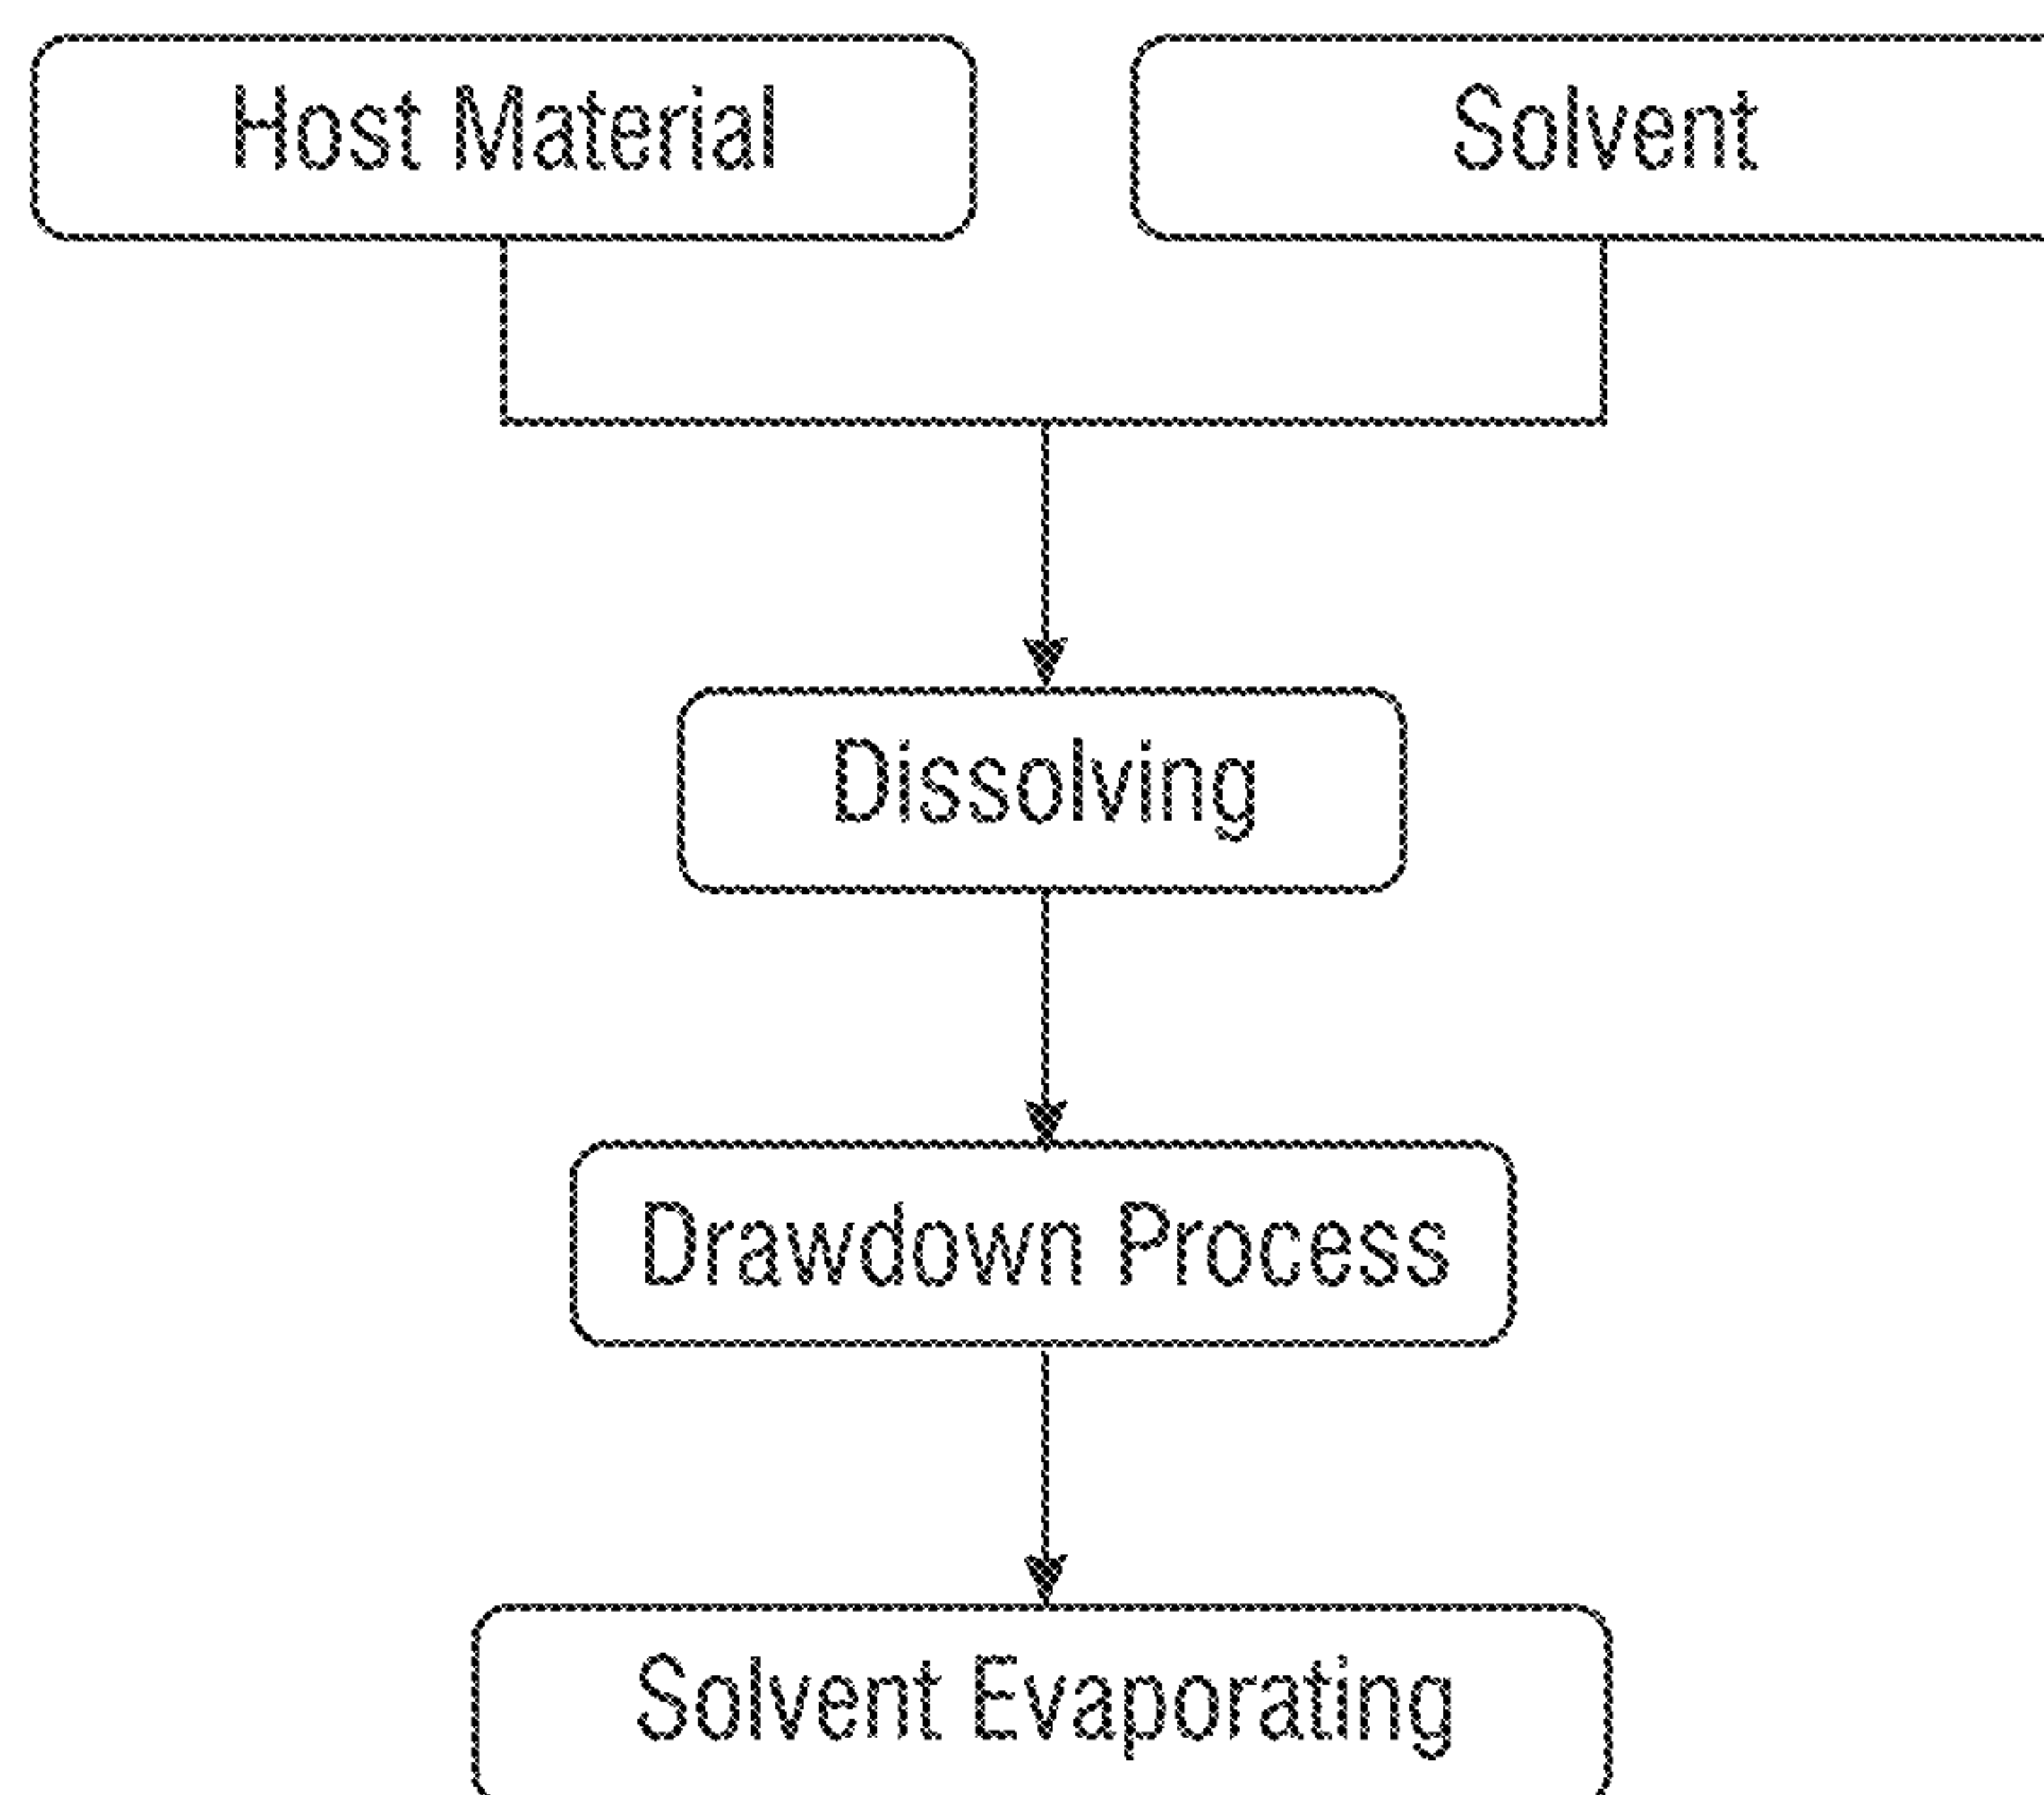 Host Material
Solvent
Dissolving
Drawdown Process
Solvent Evaporating